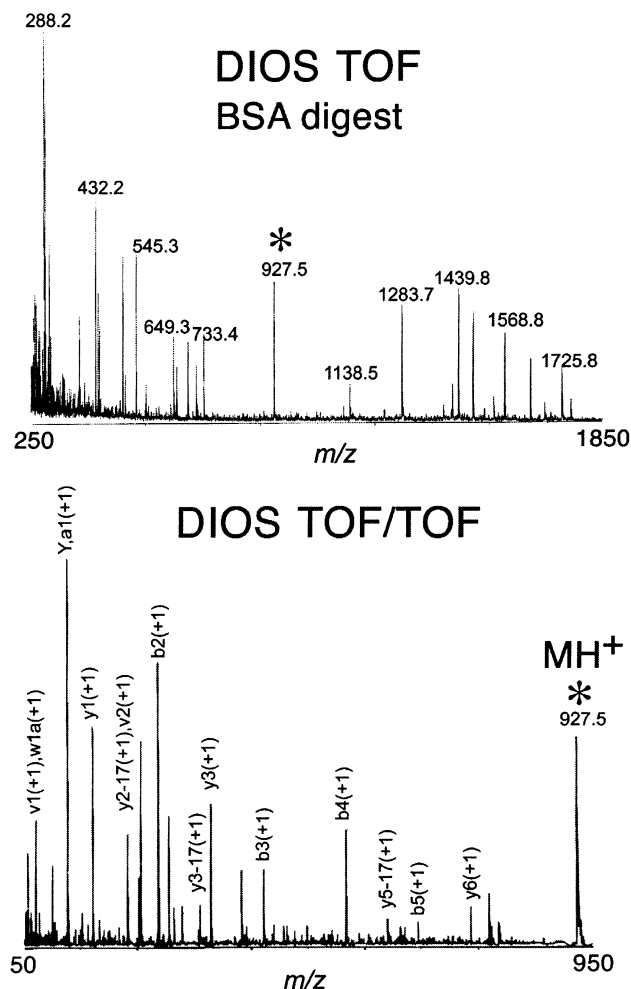 288.2
DIOS TOF
BSA digest
432.2
545.3
*
927.5
649.3
733.4
1138.5
1283.7
1439.8
1568.8
1725.8
250
1850
m/z
DIOS TOF/TOF
v1(+1),w1a(+1)
Y,a1(+1)
y1(+1)
y2-17(+1),v2(+1)
b2(+1)
y3-17(+1)
y3(+1)
b3(+1)
b4(+1)
y5-17(+1)
b5(+1)
y6(+1)
MH+
*
927.5
50
950
m/z